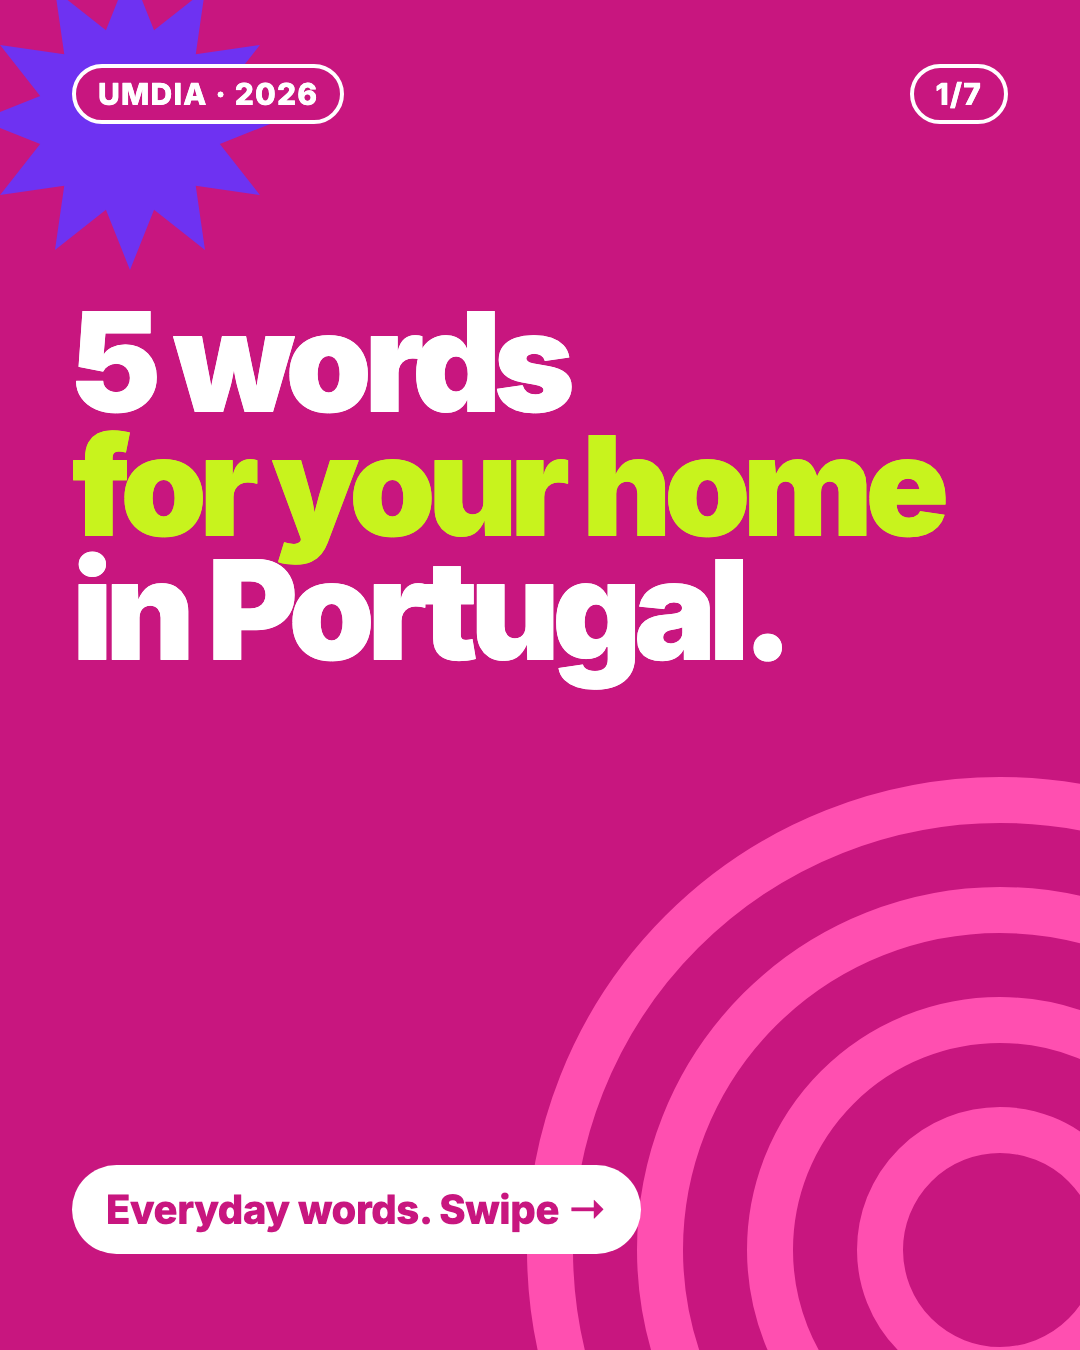 UMDIA · 2026
1/7
5 words
for your home
in Portugal.
Everyday words. Swipe →